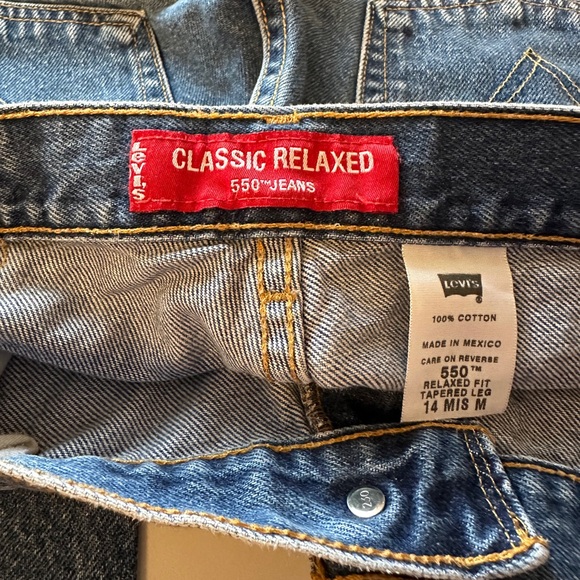 LEVI'S
CLASSIC RELAXED
550™ JEANS
LEVI'S ®
100% COTTON
MADE IN MEXICO
CARE ON REVERSE
550™
RELAXED FIT
TAPERED LEG
14 MIS M